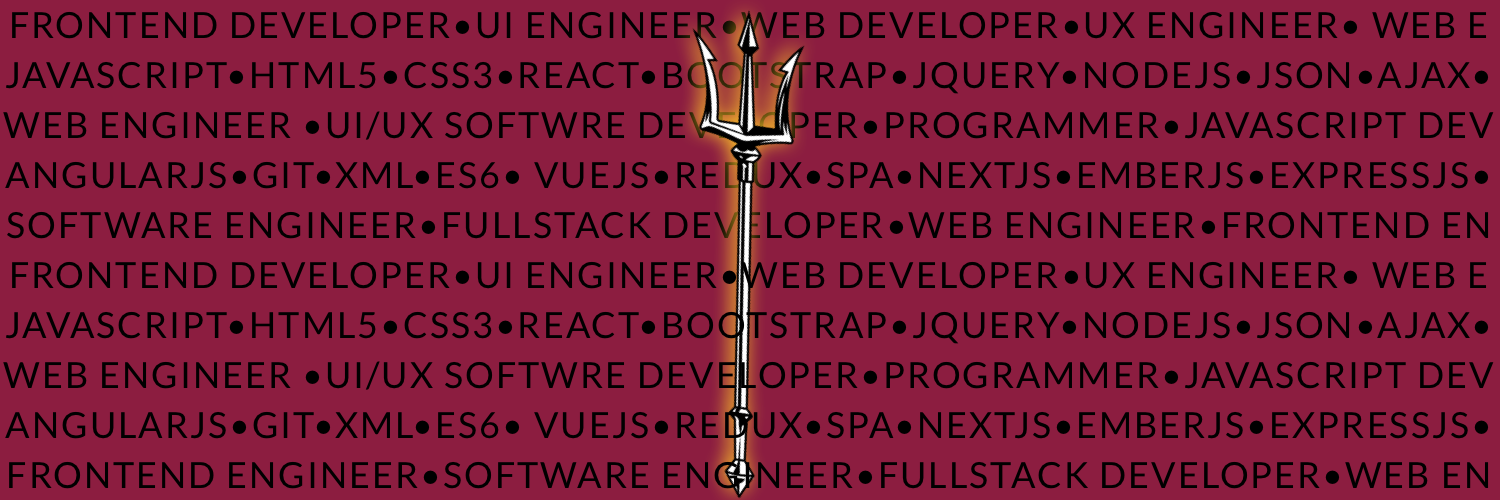 FRONTEND DEVELOPER•UI ENGINEER•WEB DEVELOPER•UX ENGINEER• WEB E
JAVASCRIPT•HTML5•CSS3•REACT•BOOTSTRAP•JQUERY•NODEJS•JSON•AJAX•
WEB ENGINEER •UI/UX SOFTWRE DEVELOPER•PROGRAMMER•JAVASCRIPT DEV
ANGULARJS•GIT•XML•ES6• VUEJS•REDUX•SPA•NEXTJS•EMBERJS•EXPRESSJS•
SOFTWARE ENGINEER•FULLSTACK DEVELOPER•WEB ENGINEER•FRONTEND EN
FRONTEND DEVELOPER•UI ENGINEER•WEB DEVELOPER•UX ENGINEER• WEB E
JAVASCRIPT•HTML5•CSS3•REACT•BOOTSTRAP•JQUERY•NODEJS•JSON•AJAX•
WEB ENGINEER •UI/UX SOFTWRE DEVELOPER•PROGRAMMER•JAVASCRIPT DEV
ANGULARJS•GIT•XML•ES6• VUEJS•REDUX•SPA•NEXTJS•EMBERJS•EXPRESSJS•
FRONTEND ENGINEER•SOFTWARE ENGINEER•FULLSTACK DEVELOPER•WEB EN